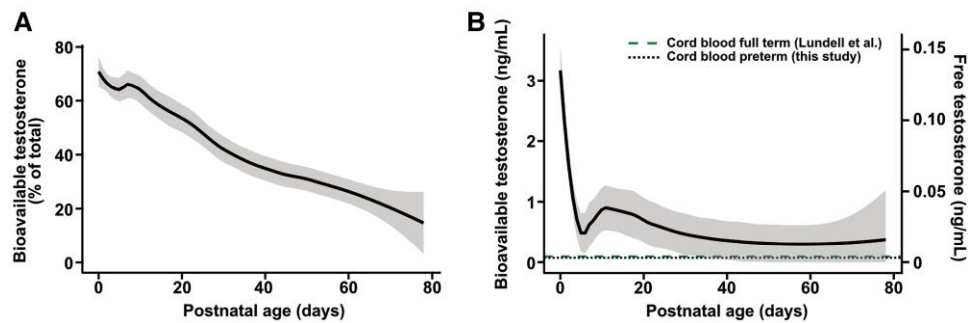 A
Bioavailable testosterone
(% of total)
80
60
40
20
0
0 20 40 60 80
Postnatal age (days)
B
Bioavailable testosterone (ng/mL)
3
2
1
0
Cord blood full term (Lundell et al.)
Cord blood preterm (this study)
0.15
0.10
0.05
0
Free testosterone (ng/mL)
0 20 40 60 80
Postnatal age (days)